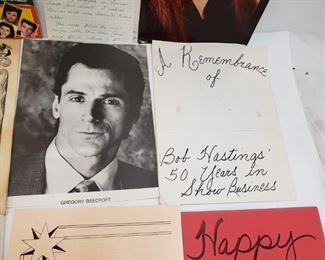 GREGORY BEECROFT
A Remembrance
of
Bob Hastings'
50 Years in
Show Business
Happy